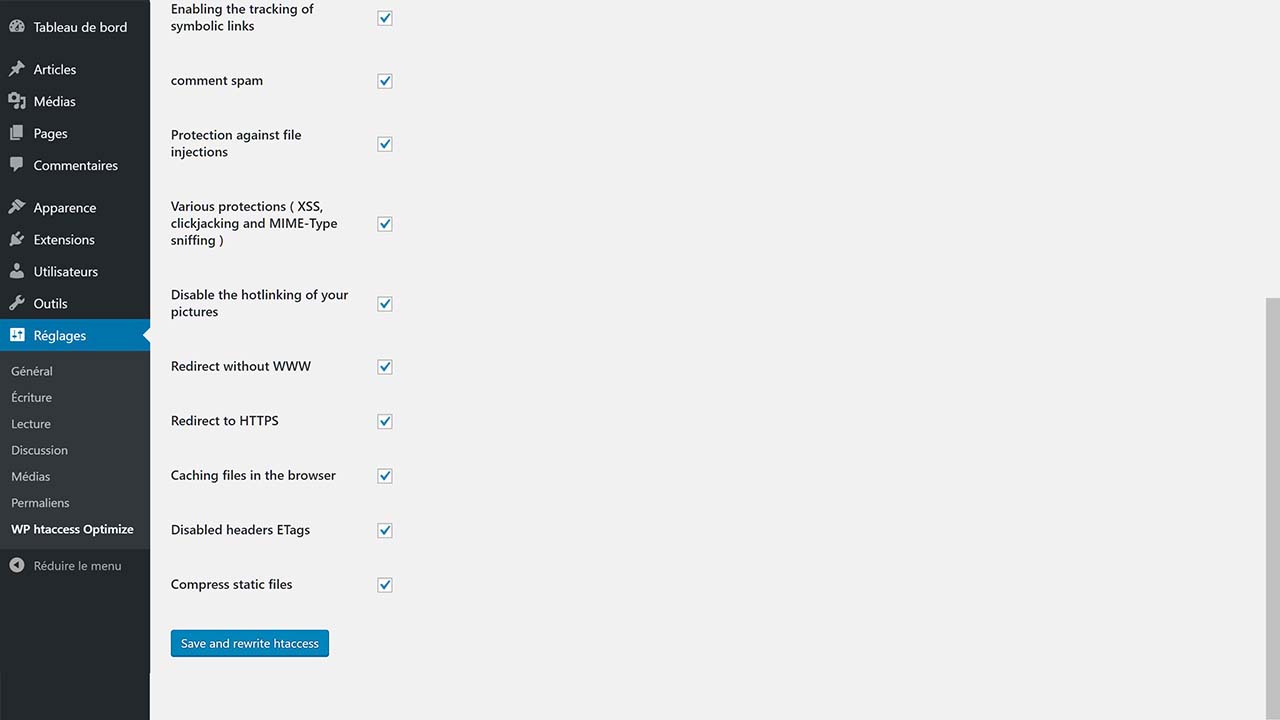 Tableau de bord
Articles
Médias
Pages
Commentaires
Apparence
Extensions
Utilisateurs
Outils
Réglages
Général
Écriture
Lecture
Discussion
Médias
Permaliens
WP htaccess Optimize
Réduire le menu
Enabling the tracking of
symbolic links
comment spam
Protection against file
injections
Various protections ( XSS,
clickjacking and MIME-Type
sniffing )
Disable the hotlinking of your
pictures
Redirect without WWW
Redirect to HTTPS
Caching files in the browser
Disabled headers ETags
Compress static files
Save and rewrite htaccess